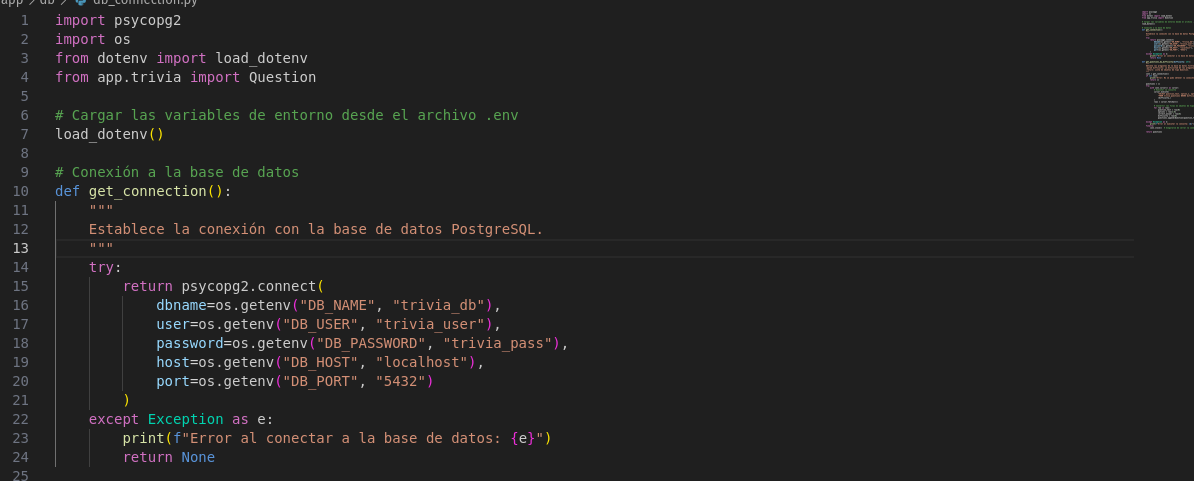 app / db / db_connection.py
1 import psycopg2
2 import os
3 from dotenv import load_dotenv
4 from app.trivia import Question
5
6 # Cargar las variables de entorno desde el archivo .env
7 load_dotenv()
8
9 # Conexión a la base de datos
10 def get_connection():
11     """
12     Establece la conexión con la base de datos PostgreSQL.
13     """
14     try:
15         return psycopg2.connect(
16             dbname=os.getenv("DB_NAME", "trivia_db"),
17             user=os.getenv("DB_USER", "trivia_user"),
18             password=os.getenv("DB_PASSWORD", "trivia_pass"),
19             host=os.getenv("DB_HOST", "localhost"),
20             port=os.getenv("DB_PORT", "5432")
21         )
22     except Exception as e:
23         print(f"Error al conectar a la base de datos: {e}")
24         return None
25